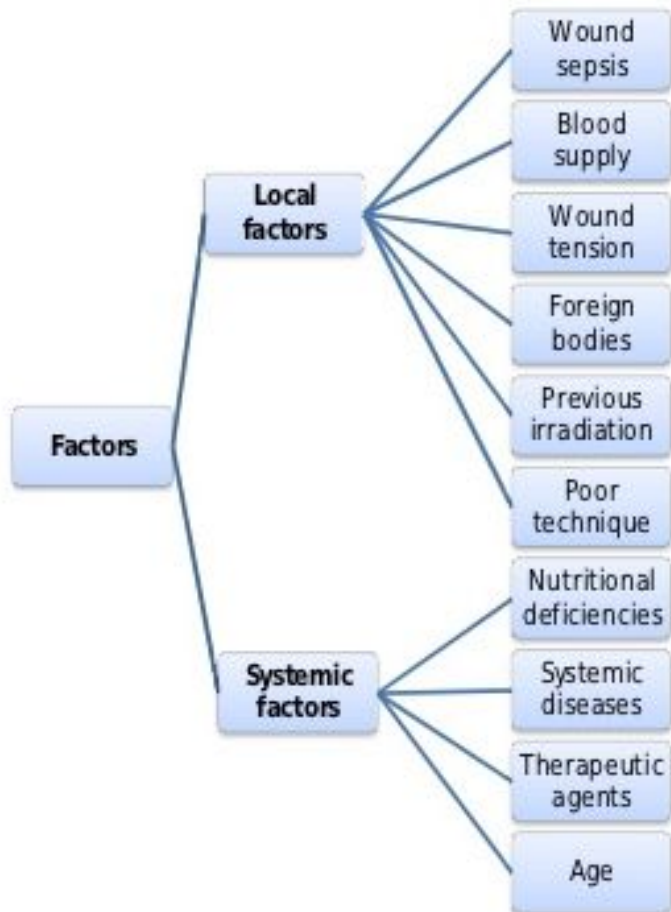 Factors
Local
factors
Wound
sepsis
Blood
supply
Wound
tension
Foreign
bodies
Previous
irradiation
Poor
technique
Systemic
factors
Nutritional
deficiencies
Systemic
diseases
Therapeutic
agents
Age